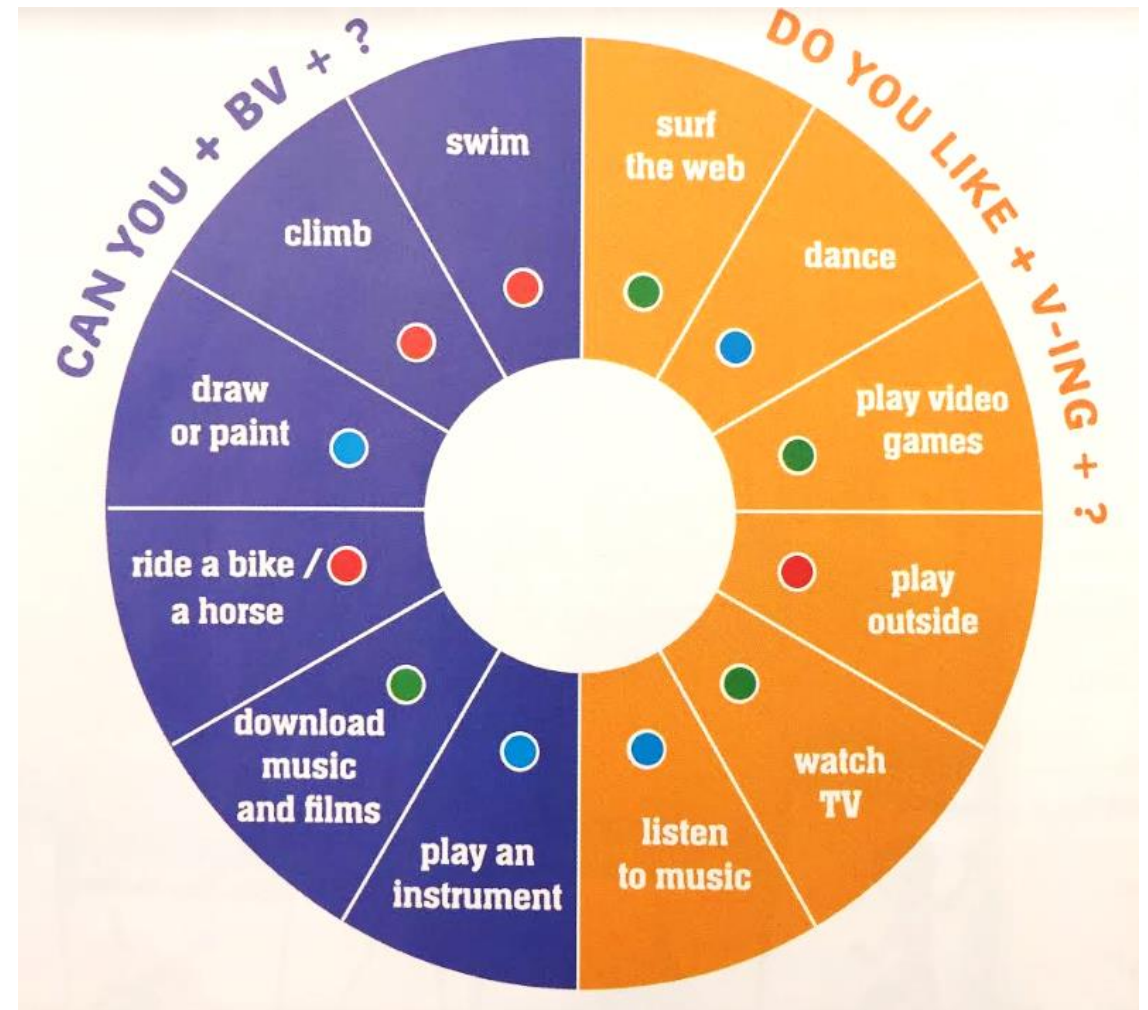 CAN YOU + BV + ?
DO YOU LIKE + V-ING + ?
swim
climb
draw
or paint
ride a bike /
a horse
download
music
and films
play an
instrument
surf
the web
dance
play video
games
play
outside
watch
TV
listen
to music